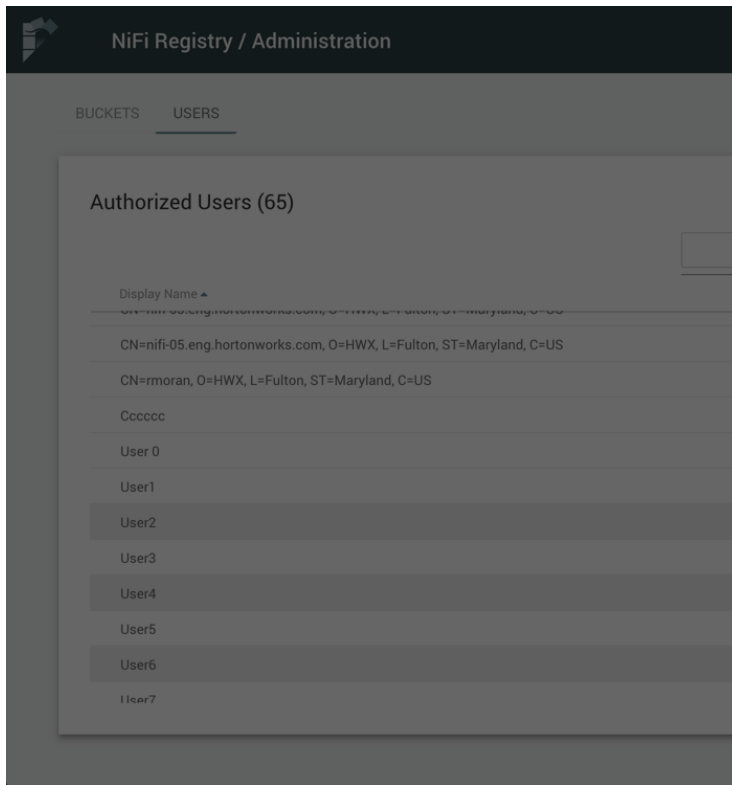 NiFi Registry / Administration
BUCKETS USERS
Authorized Users (65)
Display Name
CN=nifi-05.eng.hortonworks.com, O=HWX, L=Fulton, ST=Maryland, C=US
CN=rmoran, O=HWX, L=Fulton, ST=Maryland, C=US
Cccccc
User 0
User1
User2
User3
User4
User5
User6
User7